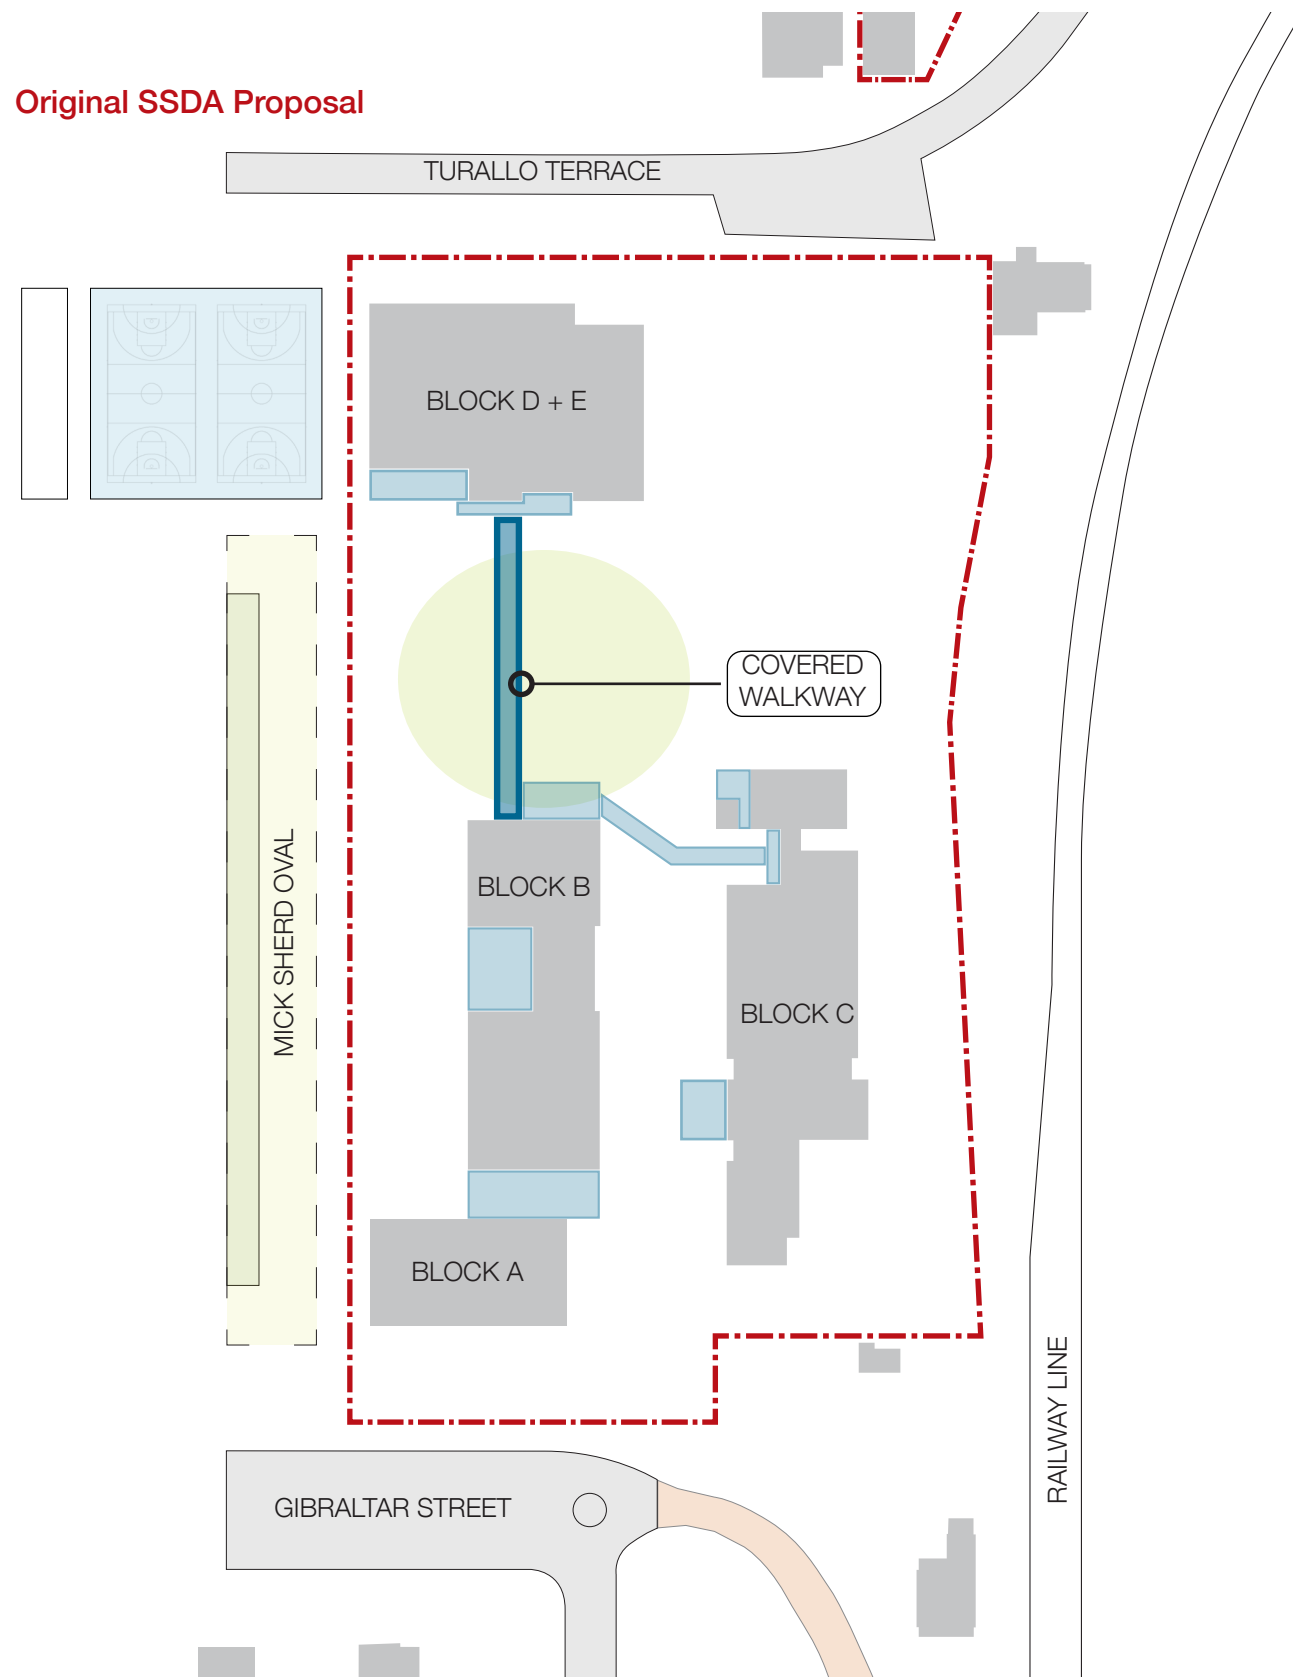 Original SSDA Proposal
TURALLO TERRACE
BLOCK D + E
COVERED
WALKWAY
BLOCK B
MICK SHERD OVAL
BLOCK C
BLOCK A
RAILWAY LINE
GIBRALTAR STREET